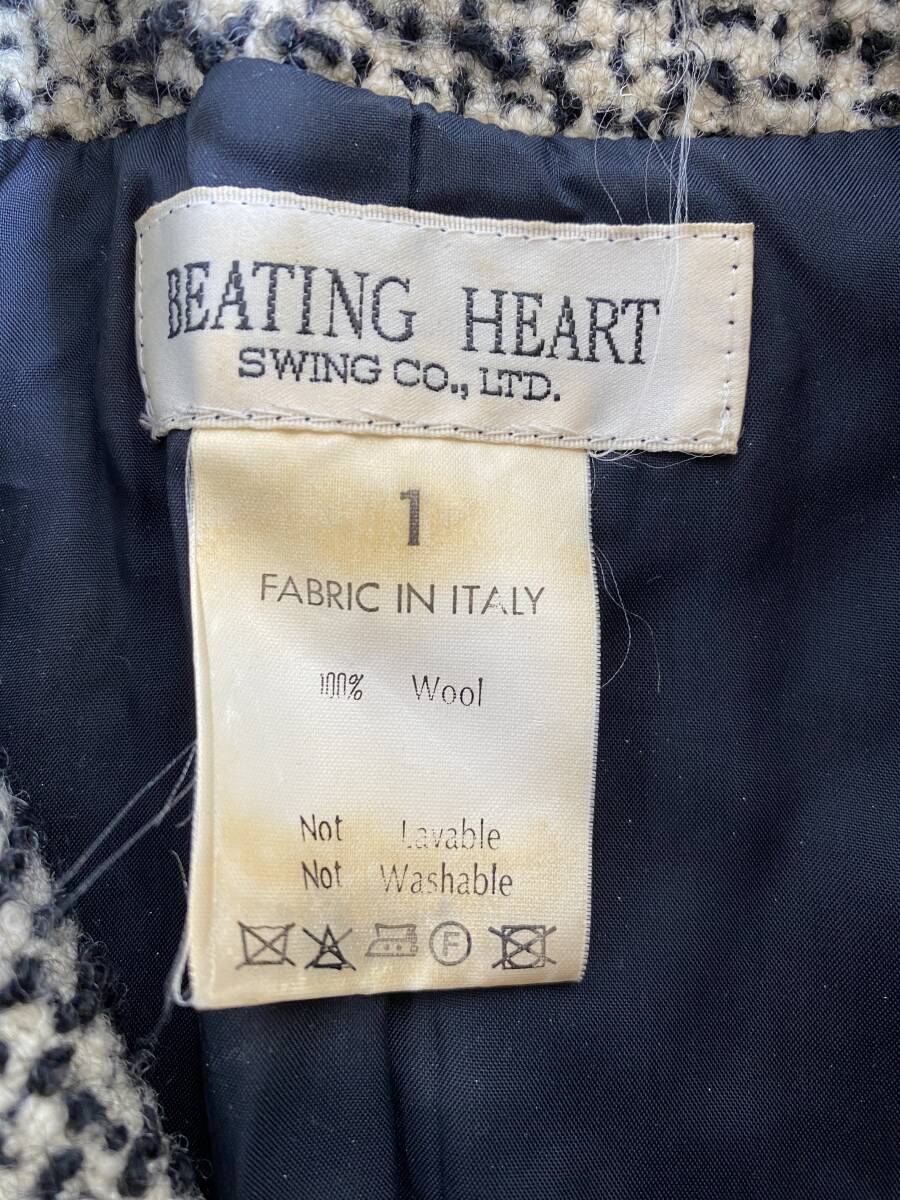 BEATING HEART
SWING CO., LTD.
1
FABRIC IN ITALY
100% Wool
Not Lavable
Not Washable
F